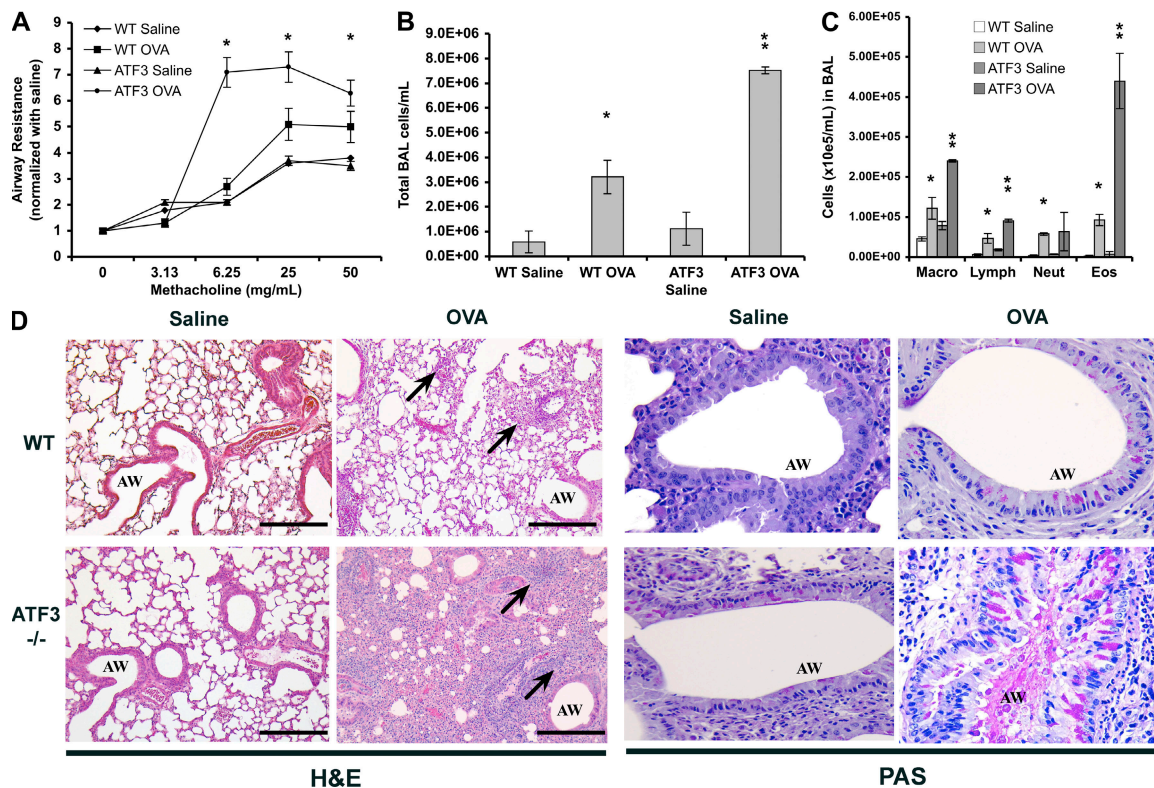 A
Airway Resistance
(normalized with saline)
9
8
7
6
5
4
3
2
1
0
WT Saline
WT OVA
ATF3 Saline
ATF3 OVA
*
*
*
0
3.13
6.25
25
50
Methacholine (mg/mL)
B
Total BAL cells/mL
9.0E+06
8.0E+06
7.0E+06
6.0E+06
5.0E+06
4.0E+06
3.0E+06
2.0E+06
1.0E+06
0.0E+00
*
**
WT Saline
WT OVA
ATF3
Saline
ATF3 OVA
C
Cells (x10e5/mL) in BAL
6.00E+05
5.00E+05
4.00E+05
3.00E+05
2.00E+05
1.00E+05
0.00E+00
WT Saline
WT OVA
ATF3 Saline
ATF3 OVA
*
**
*
**
*
*
**
Macro
Lymph
Neut
Eos
D
Saline
OVA
Saline
OVA
WT
AW
AW
AW
AW
ATF3
-/-
AW
AW
AW
AW
H&E
PAS